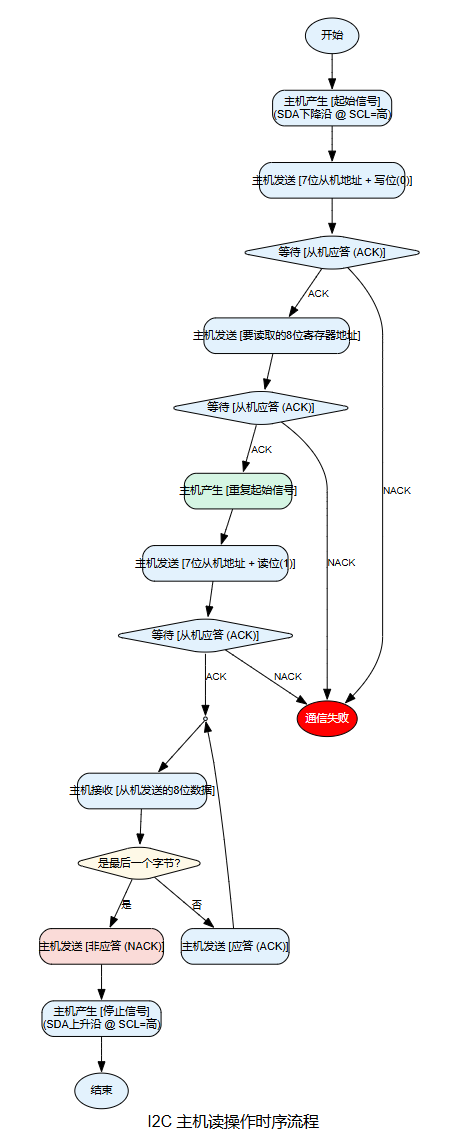 开始
主机产生 [起始信号]
(SDA下降沿 @ SCL=高)
主机发送 [7位从机地址 + 写位(0)]
等待 [从机应答 (ACK)]
ACK
主机发送 [要读取的8位寄存器地址]
等待 [从机应答 (ACK)]
ACK
NACK
主机产生 [重复起始信号]
NACK
主机发送 [7位从机地址 + 读位(1)]
等待 [从机应答 (ACK)]
ACK
NACK
通信失败
主机接收 [从机发送的8位数据]
是最后一个字节?
是
否
主机发送 [非应答 (NACK)]
主机发送 [应答 (ACK)]
主机产生 [停止信号]
(SDA上升沿 @ SCL=高)
结束
I2C 主机读操作时序流程